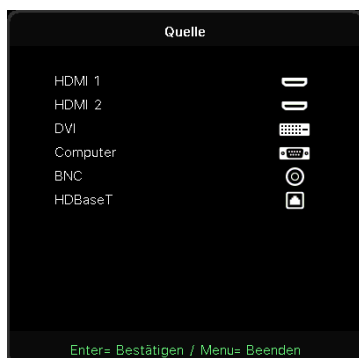 Quelle
HDMI 1
HDMI 2
DVI
Computer
BNC
HDBaseT
Enter= Bestätigen / Menu= Beenden